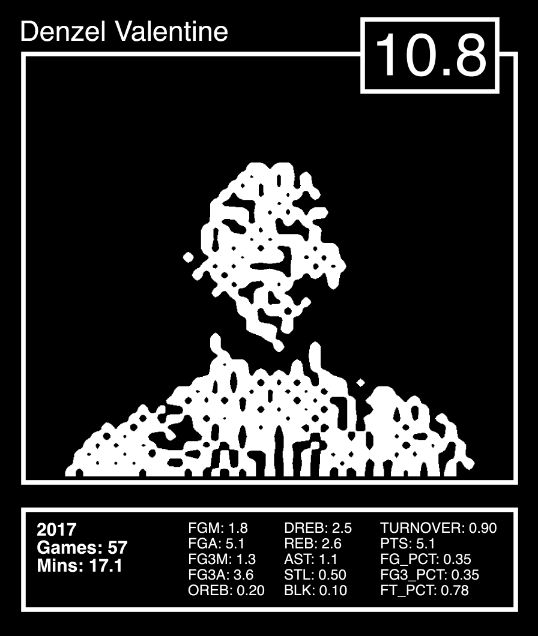 Denzel Valentine
10.8
2017
Games: 57
Mins: 17.1
FGM: 1.8
FGA: 5.1
FG3M: 1.3
FG3A: 3.6
OREB: 0.20
DREB: 2.5
REB: 2.6
AST: 1.1
STL: 0.50
BLK: 0.10
TURNOVER: 0.90
PTS: 5.1
FG_PCT: 0.35
FG3_PCT: 0.35
FT_PCT: 0.78